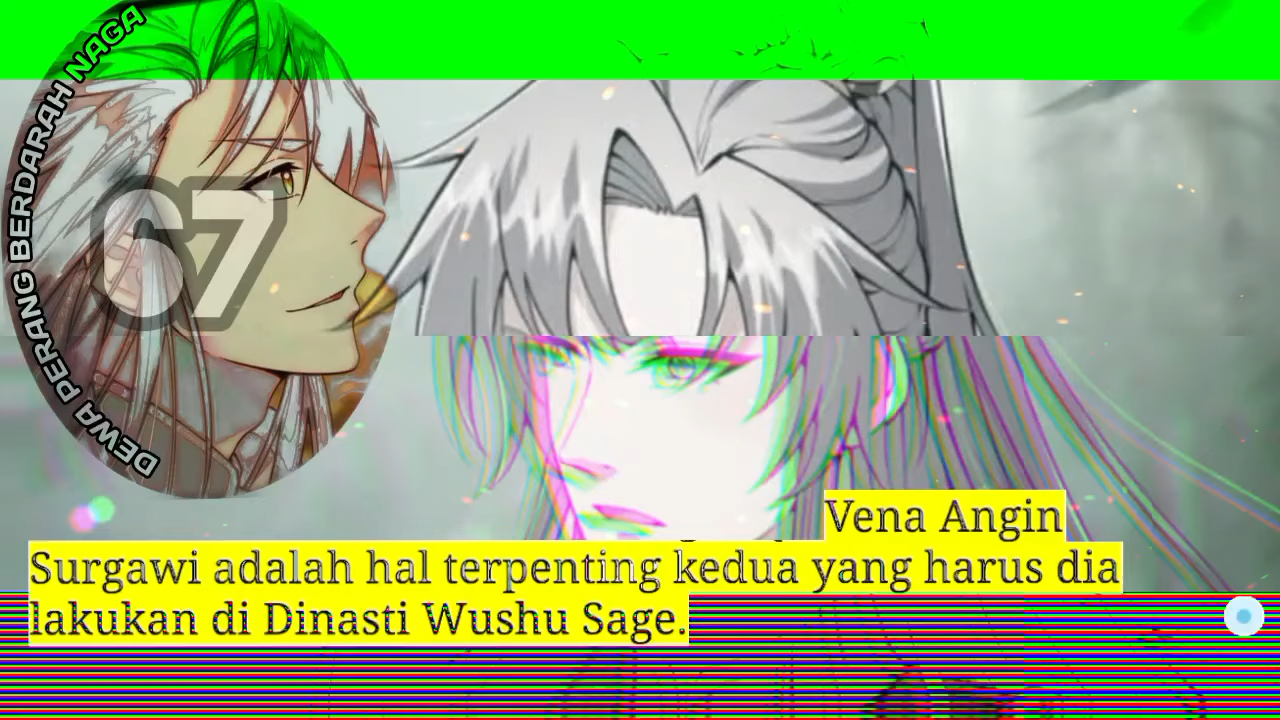 DEWA PERANG BERDARAH NAGA
67
Vena Angin
Surgawi adalah hal terpenting kedua yang harus dia
lakukan di Dinasti Wushu Sage.